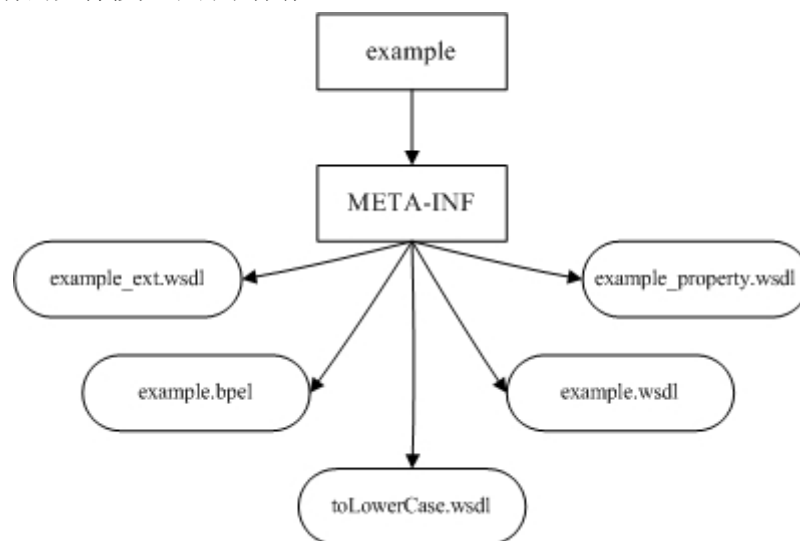 example
META-INF
example_ext.wsdl
example_property.wsdl
example.bpel
example.wsdl
toLowerCase.wsdl